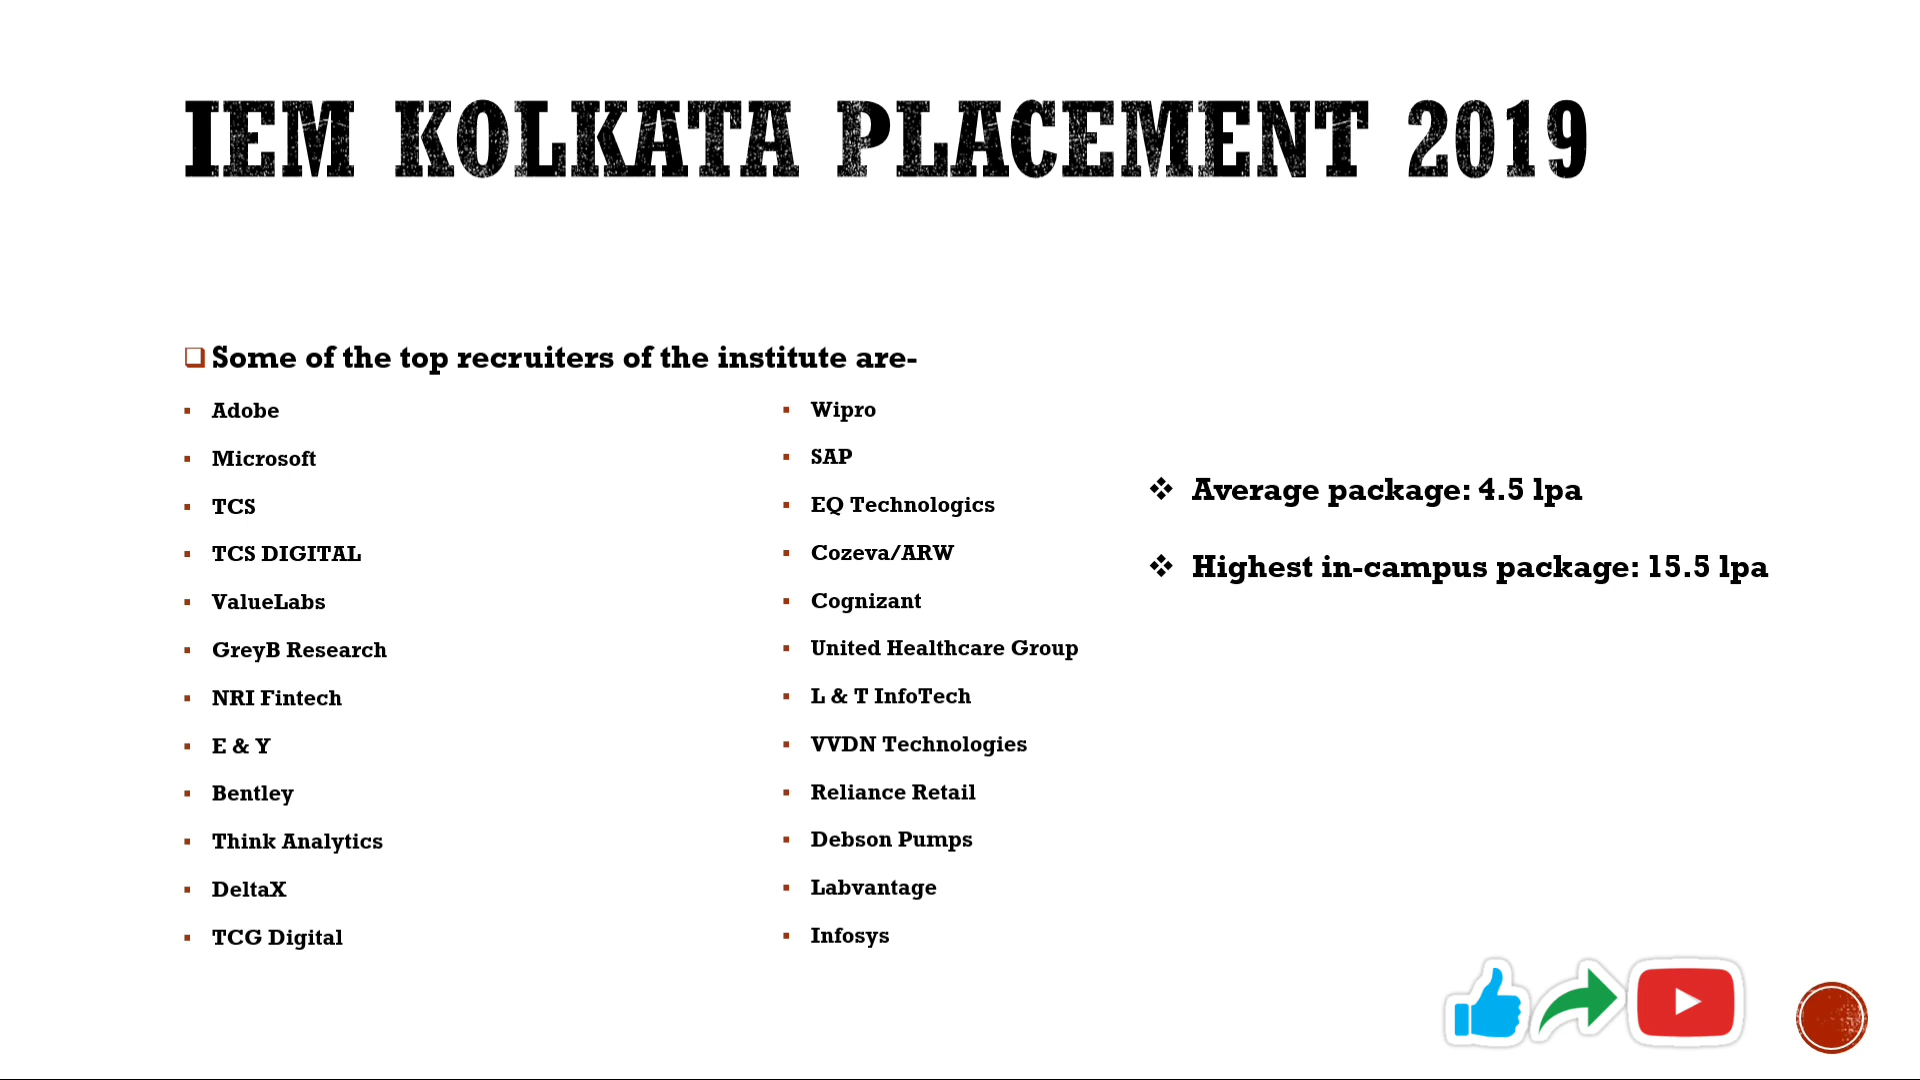 IEM KOLKATA PLACEMENT 2019
Some of the top recruiters of the institute are-
Adobe
Microsoft
TCS
TCS DIGITAL
ValueLabs
GreyB Research
NRI Fintech
E & Y
Bentley
Think Analytics
DeltaX
TCG Digital
Wipro
SAP
EQ Technologics
Cozeva/ARW
Cognizant
United Healthcare Group
L & T InfoTech
VVDN Technologies
Reliance Retail
Debson Pumps
Labvantage
Infosys
Average package: 4.5 lpa
Highest in-campus package: 15.5 lpa